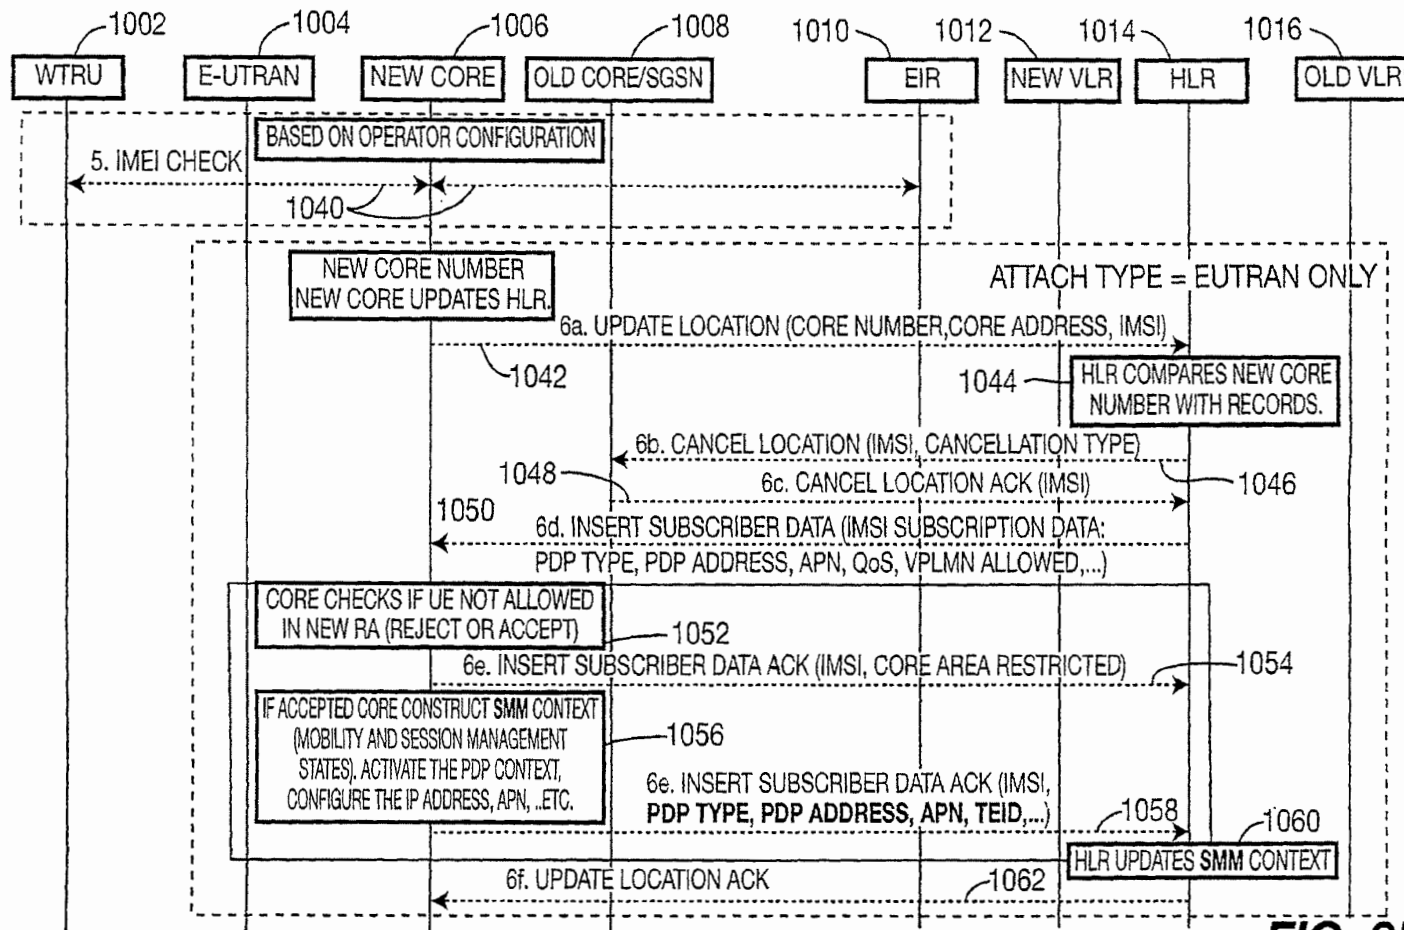 1002 1004 1006 1008 1010 1012 1014 1016
WTRU E-UTRAN NEW CORE OLD CORE/SGSN EIR NEW VLR HLR OLD VLR
BASED ON OPERATOR CONFIGURATION
5. IMEI CHECK
1040
NEW CORE NUMBER
NEW CORE UPDATES HLR.
ATTACH TYPE = EUTRAN ONLY
6a. UPDATE LOCATION (CORE NUMBER,CORE ADDRESS, IMSI)
1042
1044
HLR COMPARES NEW CORE
NUMBER WITH RECORDS.
6b. CANCEL LOCATION (IMSI, CANCELLATION TYPE)
1046
1048
6c. CANCEL LOCATION ACK (IMSI)
1050
6d. INSERT SUBSCRIBER DATA (IMSI SUBSCRIPTION DATA:
PDP TYPE, PDP ADDRESS, APN, QoS, VPLMN ALLOWED,...)
CORE CHECKS IF UE NOT ALLOWED
IN NEW RA (REJECT OR ACCEPT)
1052
6e. INSERT SUBSCRIBER DATA ACK (IMSI, CORE AREA RESTRICTED)
1054
IF ACCEPTED CORE CONSTRUCT SMM CONTEXT
(MOBILITY AND SESSION MANAGEMENT
STATES). ACTIVATE THE PDP CONTEXT,
CONFIGURE THE IP ADDRESS, APN, ..ETC.
1056
6e. INSERT SUBSCRIBER DATA ACK (IMSI,
PDP TYPE, PDP ADDRESS, APN, TEID,...)
1058
1060
HLR UPDATES SMM CONTEXT
6f. UPDATE LOCATION ACK
1062